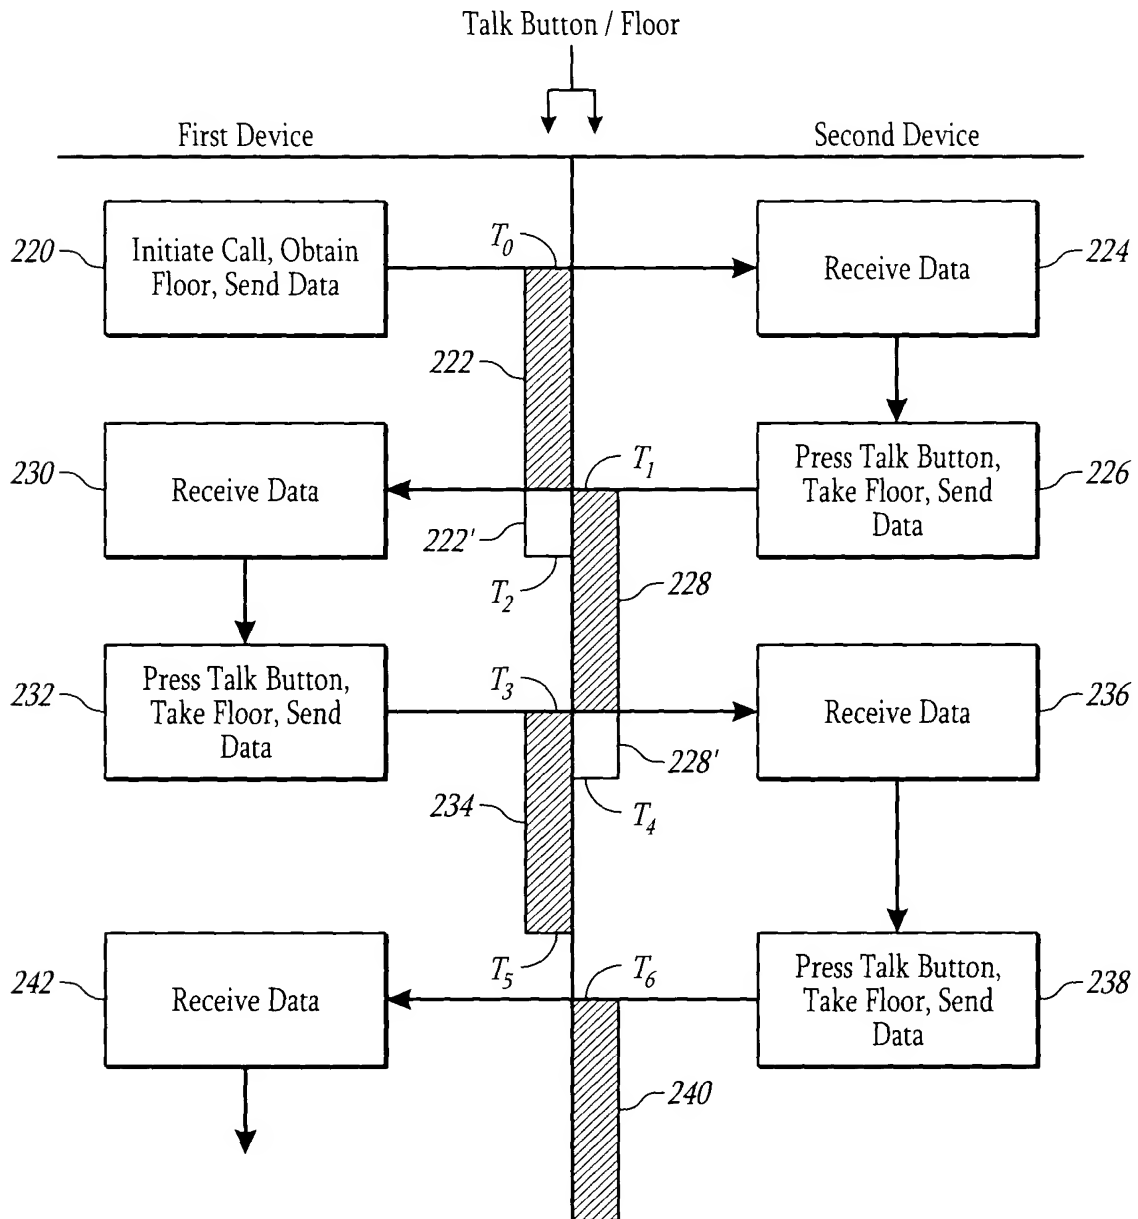 Talk Button / Floor
First Device
Second Device
220
Initiate Call, Obtain
Floor, Send Data
T0
Receive Data
224
222
230
Receive Data
T1
Press Talk Button,
Take Floor, Send
Data
226
222'
T2
228
232
Press Talk Button,
Take Floor, Send
Data
T3
Receive Data
236
228'
234
T4
242
Receive Data
T5
T6
Press Talk Button,
Take Floor, Send
Data
238
240